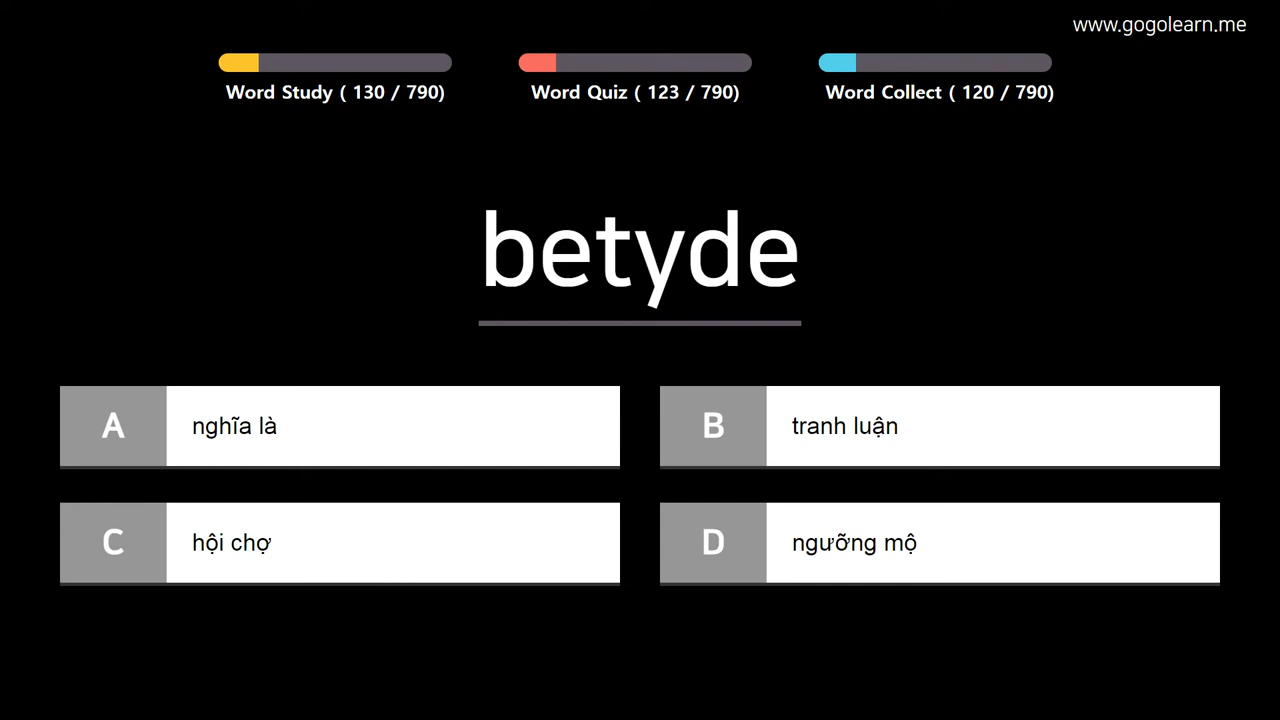 www.gogolearn.me
Word Study ( 130 / 790)
Word Quiz ( 123 / 790)
Word Collect ( 120 / 790)
betyde
A nghĩa là
B tranh luận
C hội chợ
D ngưỡng mộ